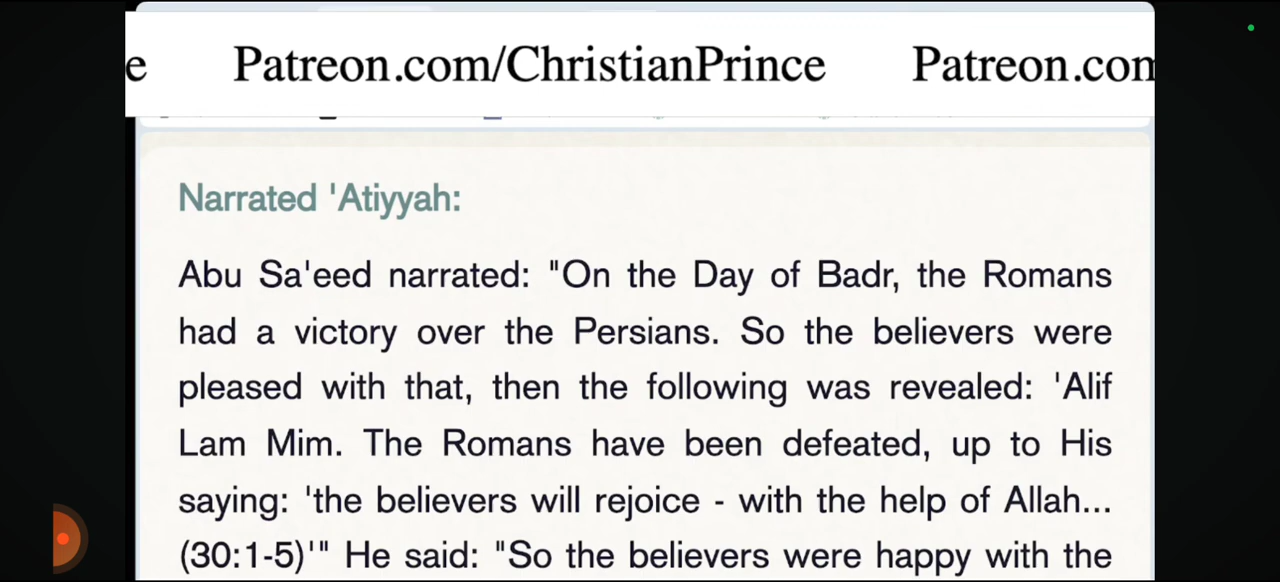 e Patreon.com/ChristianPrince Patreon.com
Narrated 'Atiyyah:
Abu Sa'eed narrated: "On the Day of Badr, the Romans
had a victory over the Persians. So the believers were
pleased with that, then the following was revealed: 'Alif
Lam Mim. The Romans have been defeated, up to His
saying: 'the believers will rejoice - with the help of Allah...
(30:1-5)'" He said: "So the believers were happy with the